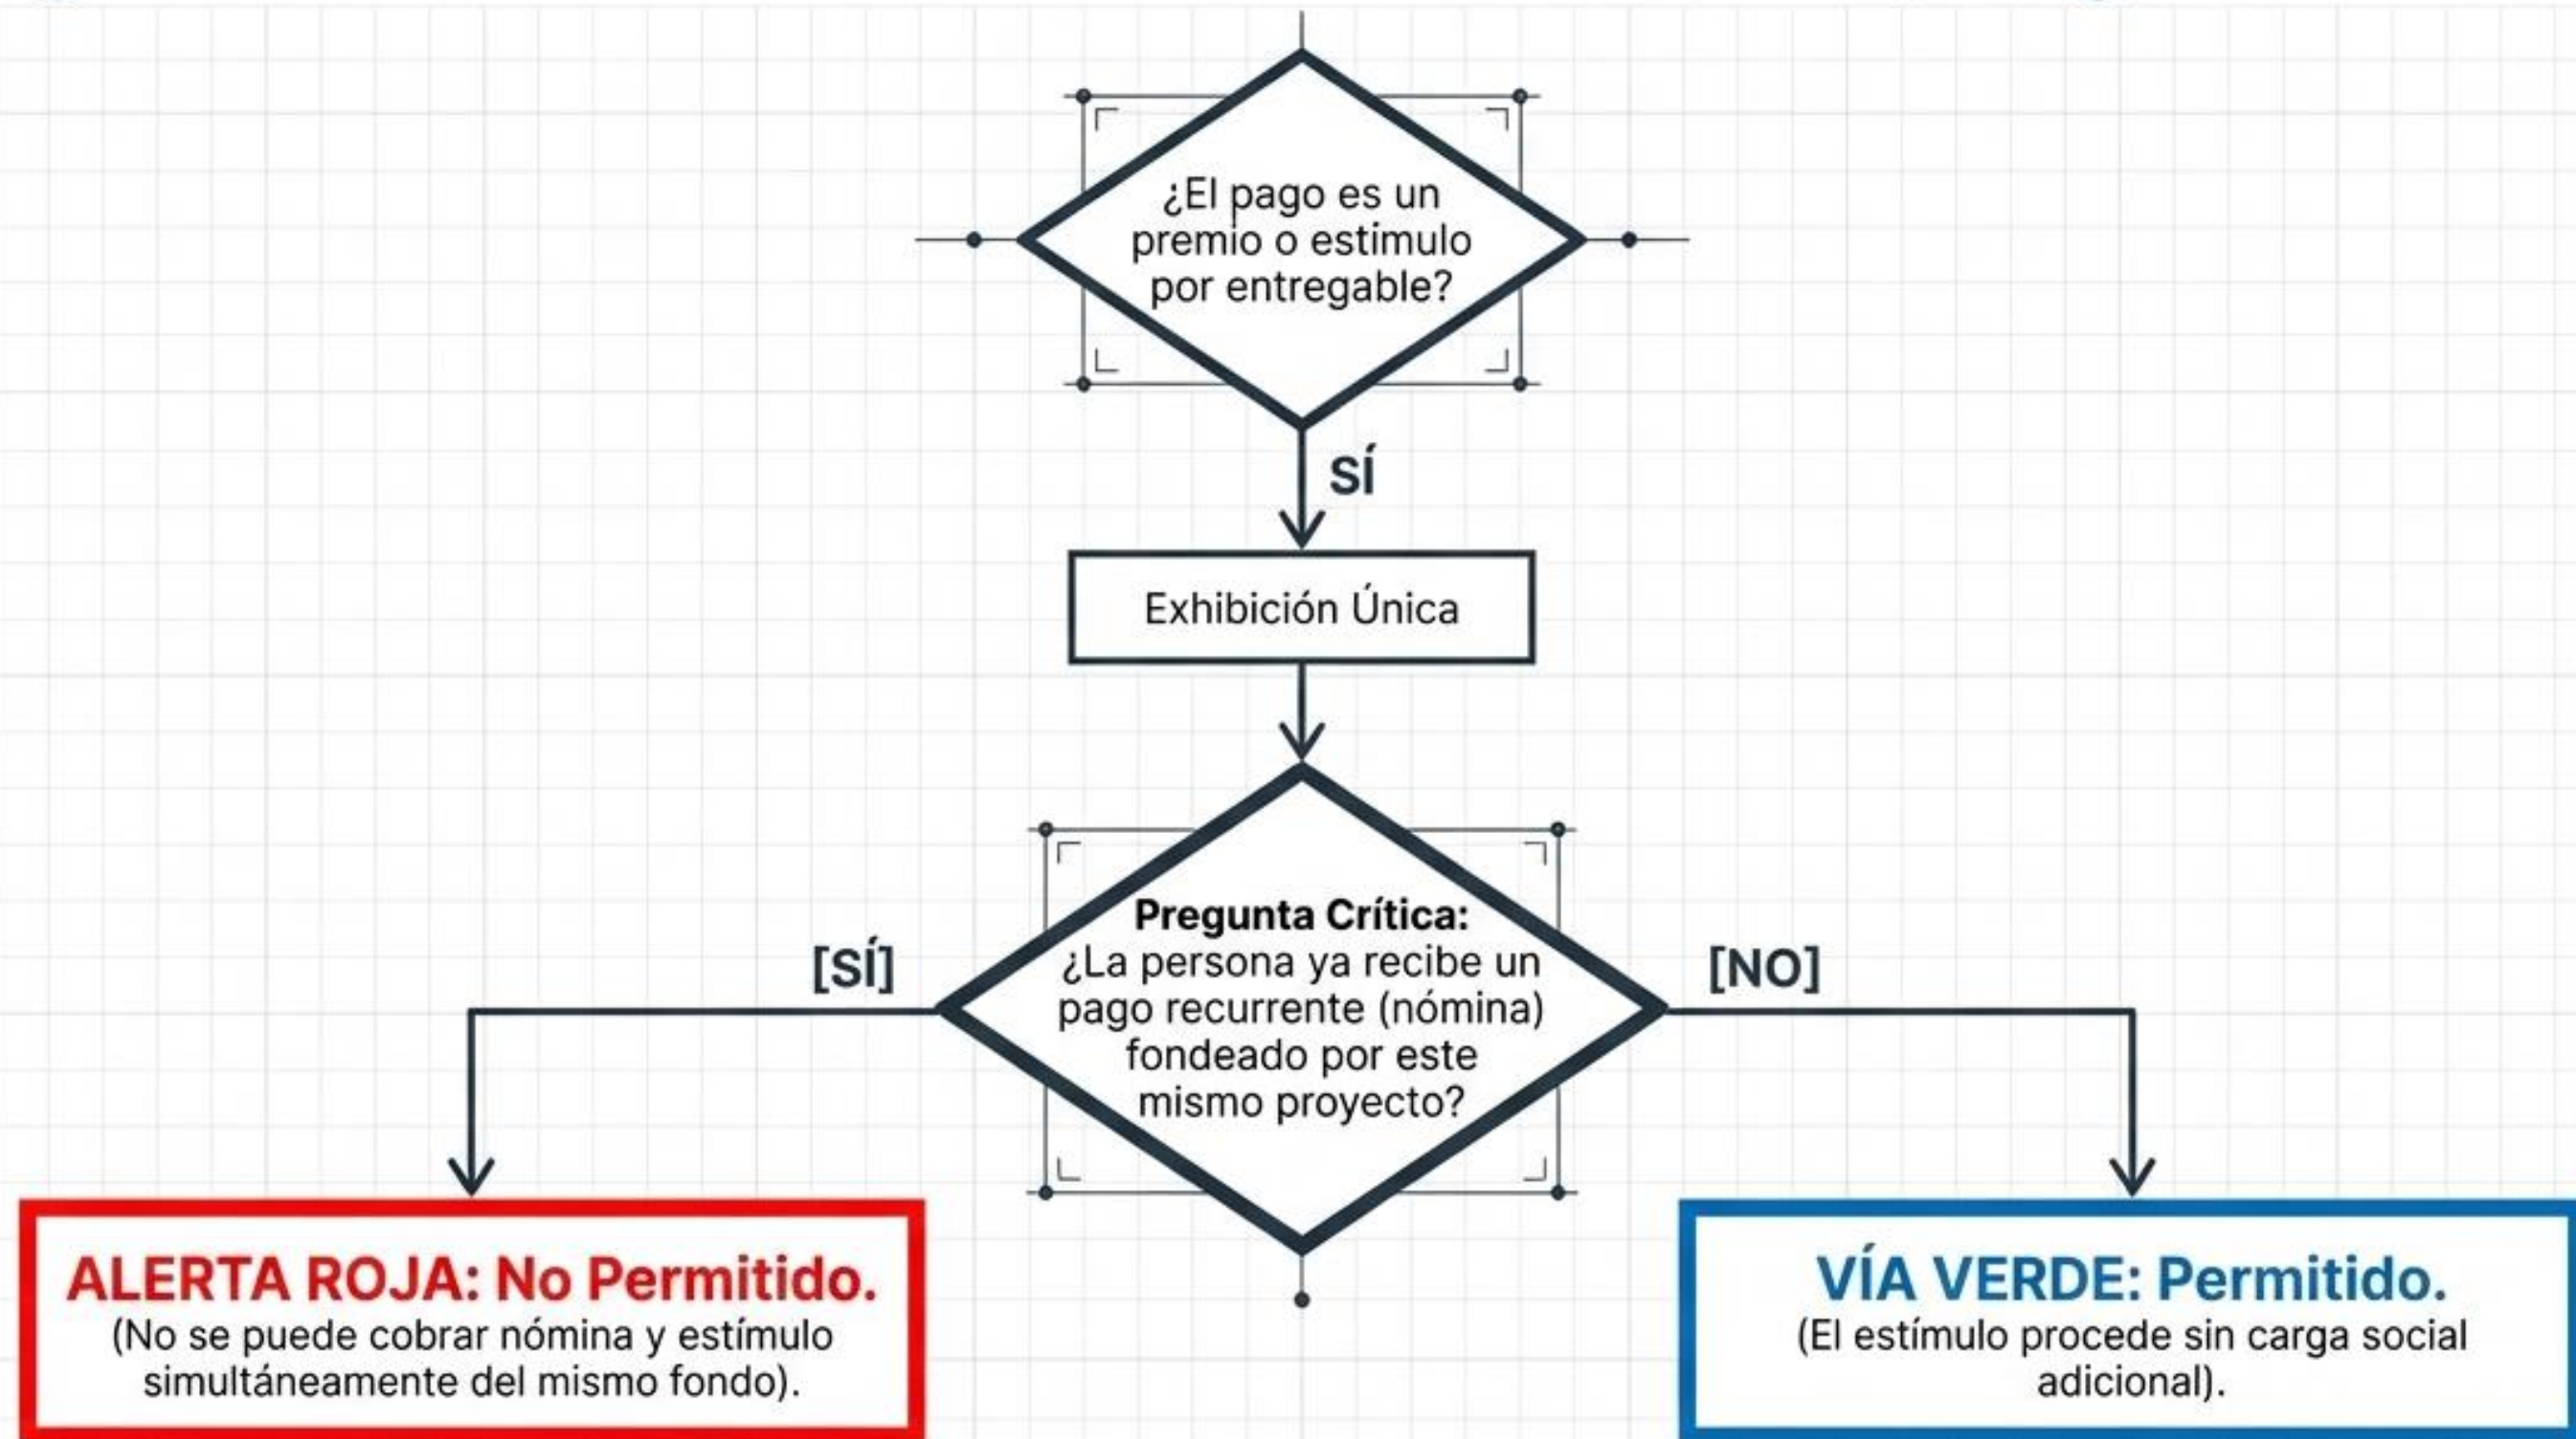 ¿El pago es un
premio o estimulo
por entregable?
SÍ
Exhibición Única
Pregunta Crítica:
¿La persona ya recibe un
pago recurrente (nómina)
fondeado por este
mismo proyecto?
[SÍ]
[NO]
ALERTA ROJA: No Permitido.
(No se puede cobrar nómina y estímulo
simultáneamente del mismo fondo).
VÍA VERDE: Permitido.
(El estímulo procede sin carga social
adicional).